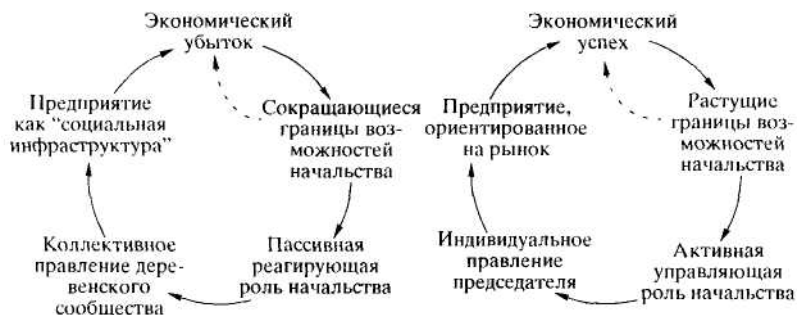 Экономический
убыток
Сокращающиеся
границы воз-
можностей
начальства
Пассивная
реагирующая
роль начальства
Коллективное
правление дере-
венского
сообщества
Предприятие
как "социальная
инфраструктура"
Экономический
успех
Растущие
границы воз-
можностей
начальства
Активная
управляющая
роль начальства
Индивидуальное
правление
председателя
Предприятие,
ориентированное
на рынок